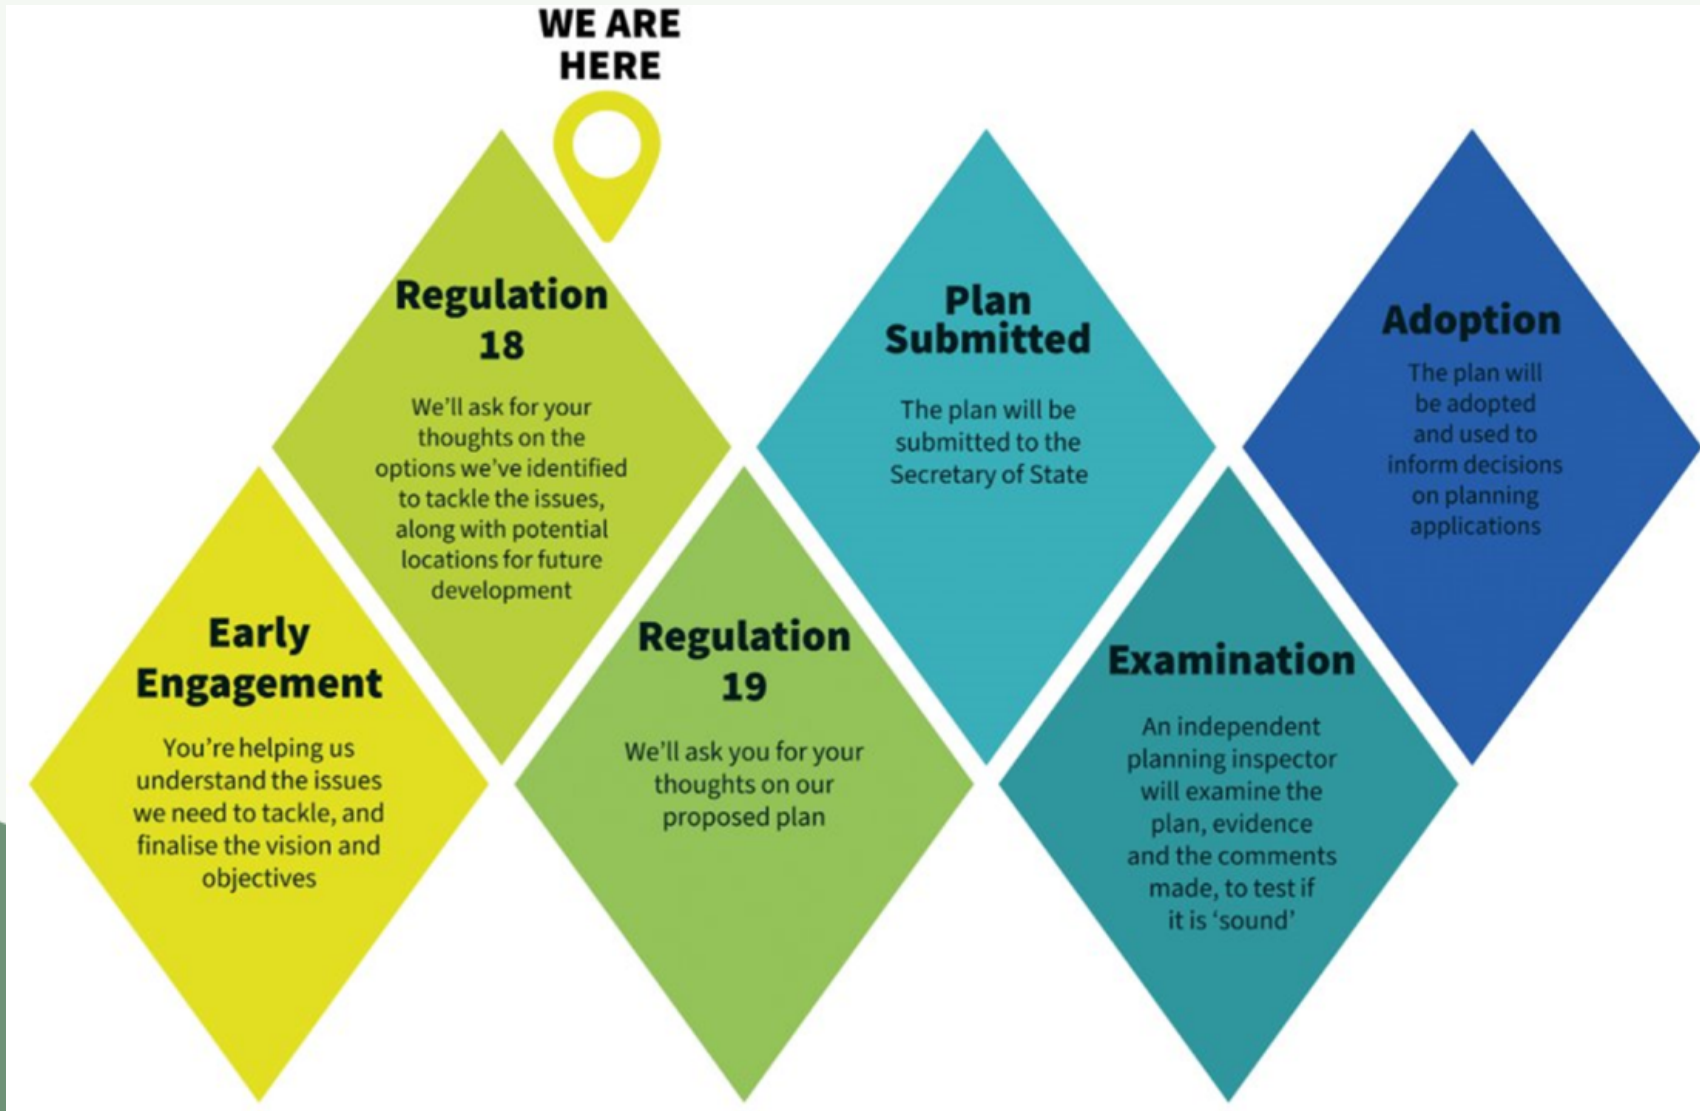 WE ARE
HERE
Early
Engagement
You’re helping us
understand the issues
we need to tackle, and
finalise the vision and
objectives
Regulation
18
We’ll ask for your
thoughts on the
options we’ve identified
to tackle the issues,
along with potential
locations for future
development
Regulation
19
We’ll ask you for your
thoughts on our
proposed plan
Plan
Submitted
The plan will be
submitted to the
Secretary of State
Examination
An independent
planning inspector
will examine the
plan, evidence
and the comments
made, to test if
it is ‘sound’
Adoption
The plan will
be adopted
and used to
inform decisions
on planning
applications